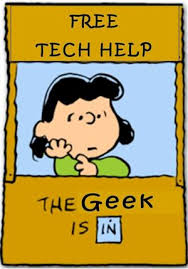 FREE
TECH HELP
THE Geek
IS IN